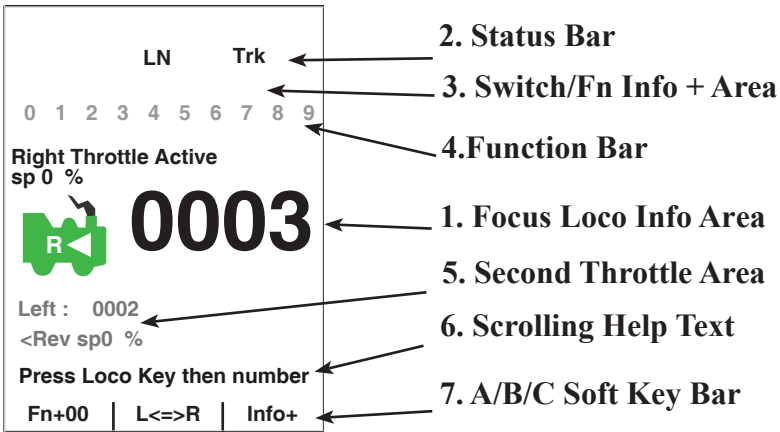 LN Trk
0 1 2 3 4 5 6 7 8 9
Right Throttle Active
sp 0 %
R
0003
Left : 0002
<Rev sp0 %
Press Loco Key then number
Fn+00 | L<=>R | Info+
2. Status Bar
3. Switch/Fn Info + Area
4.Function Bar
1. Focus Loco Info Area
5. Second Throttle Area
6. Scrolling Help Text
7. A/B/C Soft Key Bar